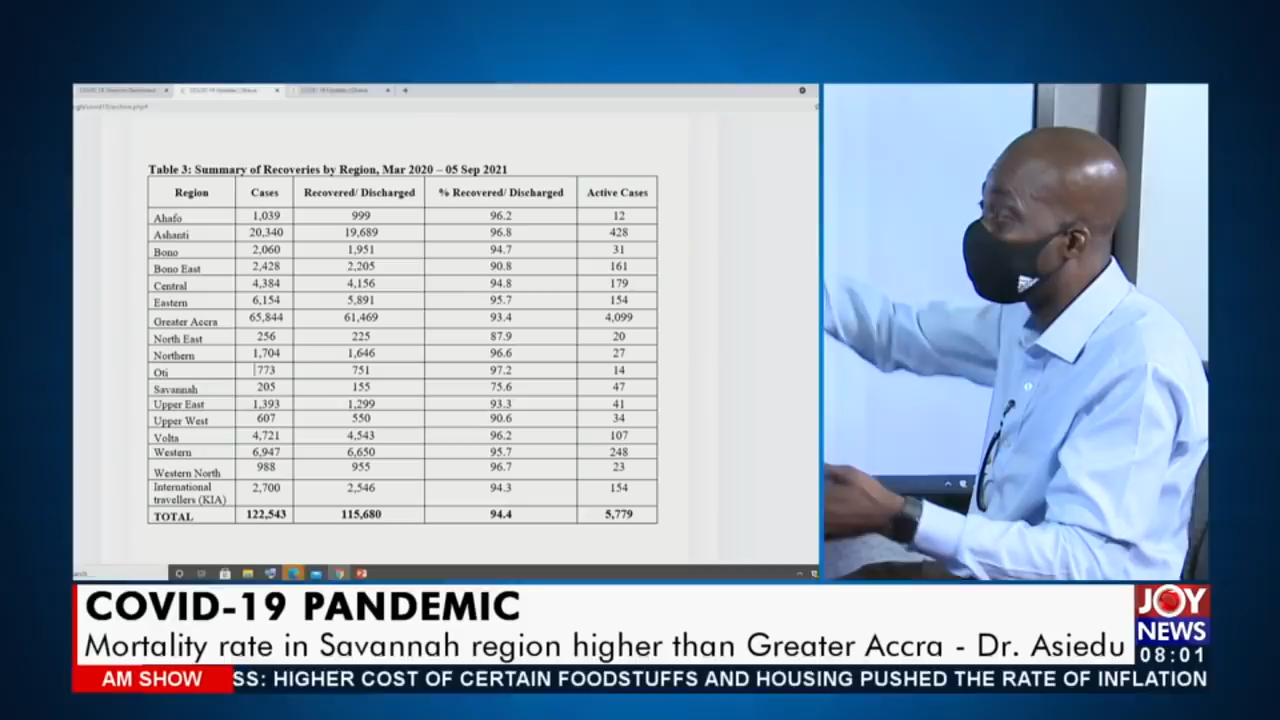 Table 3: Summary of Recoveries by Region, Mar 2020 – 05 Sep 2021
Region Cases Recovered/ Discharged % Recovered/ Discharged Active Cases
Ahafo 1,039 999 96.2 12
Ashanti 20,340 19,689 96.8 428
Bono 2,060 1,951 94.7 31
Bono East 2,428 2,205 90.8 161
Central 4,384 4,156 94.8 179
Eastern 6,154 5,891 95.7 154
Greater Accra 65,844 61,469 93.4 4,099
North East 256 225 87.9 20
Northern 1,704 1,646 96.6 27
Oti 773 751 97.2 14
Savannah 205 155 75.6 47
Upper East 1,393 1,299 93.3 41
Upper West 607 550 90.6 34
Volta 4,721 4,543 96.2 107
Western 6,947 6,650 95.7 248
Western North 988 955 96.7 23
International
travellers (KIA) 2,700 2,546 94.3 154
TOTAL 122,543 115,680 94.4 5,779
COVID-19 PANDEMIC
Mortality rate in Savannah region higher than Greater Accra - Dr. Asiedu
JOY
NEWS
08:01
AM SHOW
SS: HIGHER COST OF CERTAIN FOODSTUFFS AND HOUSING PUSHED THE RATE OF INFLATION